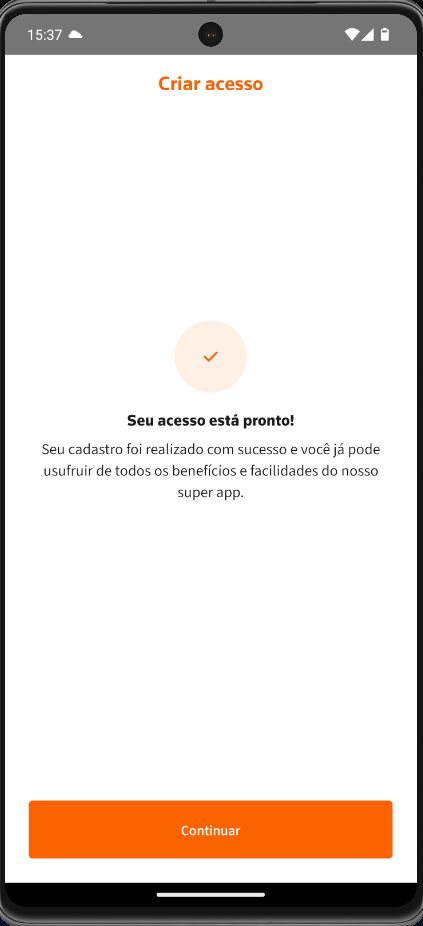 15:37
Criar acesso
Seu acesso está pronto!
Seu cadastro foi realizado com sucesso e você já pode
usufruir de todos os benefícios e facilidades do nosso
super app.
Continuar